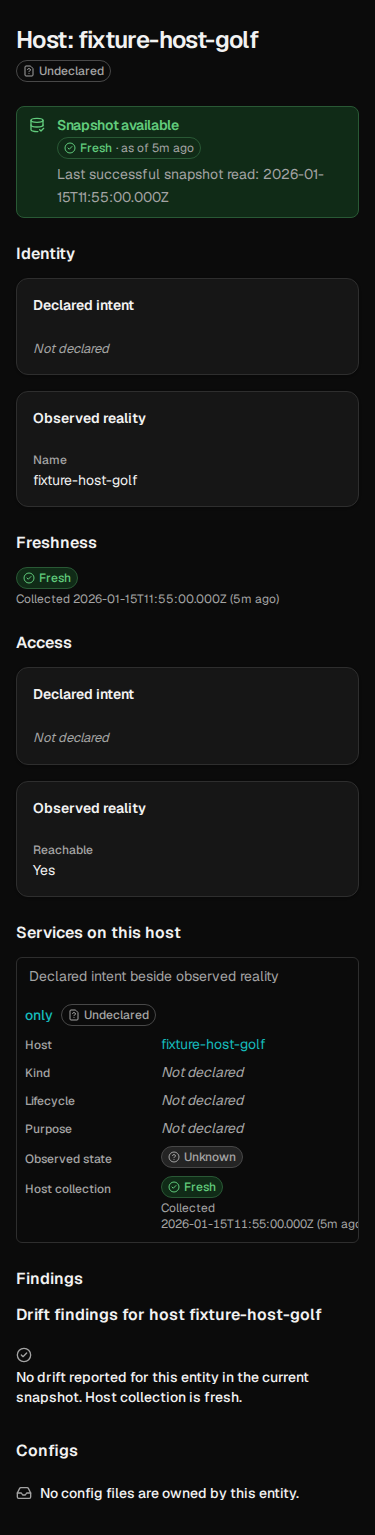 Host: fixture-host-golf
Undeclared
Snapshot available
Fresh · as of 5m ago
Last successful snapshot read: 2026-01-
15T11:55:00.000Z
Identity
Declared intent
Not declared
Observed reality
Name
fixture-host-golf
Freshness
Fresh
Collected 2026-01-15T11:55:00.000Z (5m ago)
Access
Declared intent
Not declared
Observed reality
Reachable
Yes
Services on this host
Declared intent beside observed reality
only Undeclared
Host fixture-host-golf
Kind Not declared
Lifecycle Not declared
Purpose Not declared
Observed state Unknown
Host collection Fresh
Collected
2026-01-15T11:55:00.000Z (5m ago
Findings
Drift findings for host fixture-host-golf
No drift reported for this entity in the current
snapshot. Host collection is fresh.
Configs
No config files are owned by this entity.